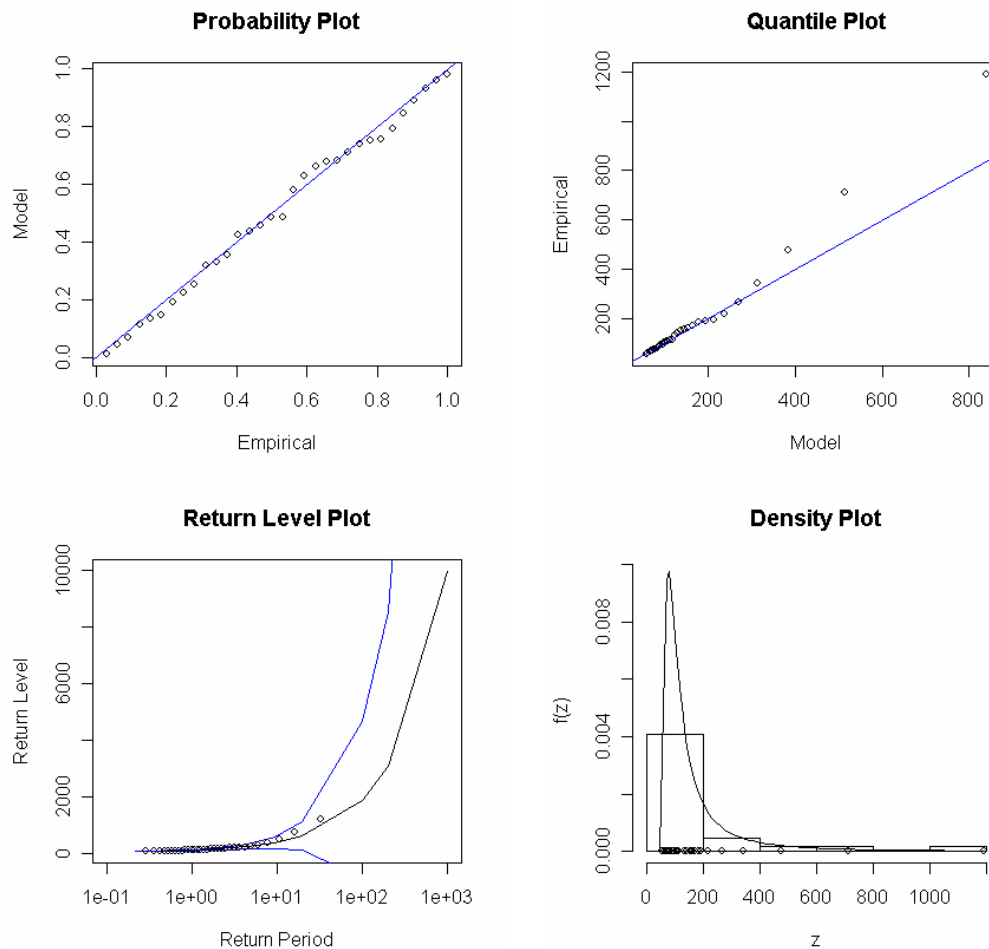 Probability Plot
Model
0.0 0.2 0.4 0.6 0.8 1.0
0.0 0.2 0.4 0.6 0.8 1.0
Empirical
Quantile Plot
Empirical
200 400 600 800 1200
200 400 600 800
Model
Return Level Plot
Return Level
0 2000 6000 10000
1e-01 1e+00 1e+01 1e+02 1e+03
Return Period
Density Plot
f(z)
0.000 0.004 0.008
0 200 400 600 800 1000
z